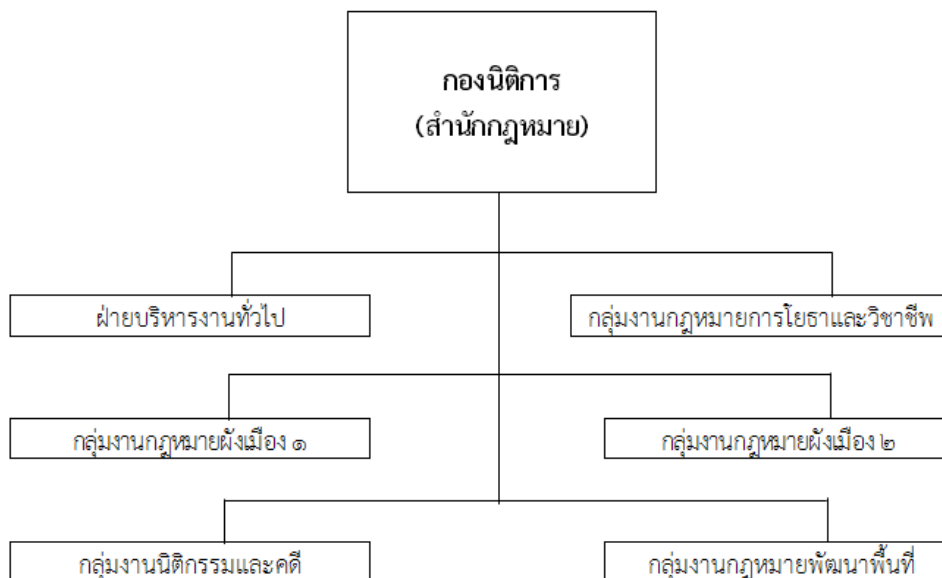 กองนิติการ
(สำนักกฎหมาย)
ฝ่ายบริหารงานทั่วไป
กลุ่มงานกฎหมายการโยธาและวิชาชีพ
กลุ่มงานกฎหมายผังเมือง ๑
กลุ่มงานกฎหมายผังเมือง ๒
กลุ่มงานนิติกรรมและคดี
กลุ่มงานกฎหมายพัฒนาพื้นที่